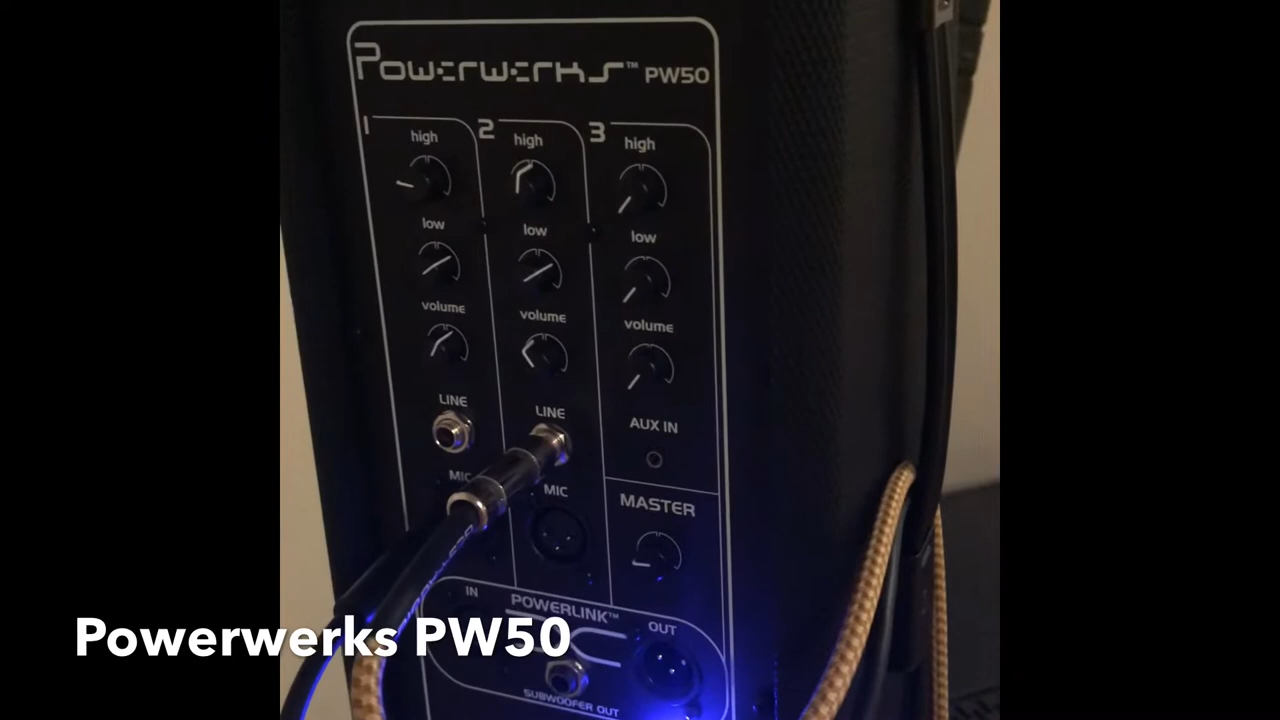 Powerwerks™ PW50
1 2 3
high high high
low low low
volume volume volume
LINE LINE AUX IN
MIC MIC MASTER
IN POWERLINK™ OUT
SUBWOOFER OUT
Powerwerks PW50